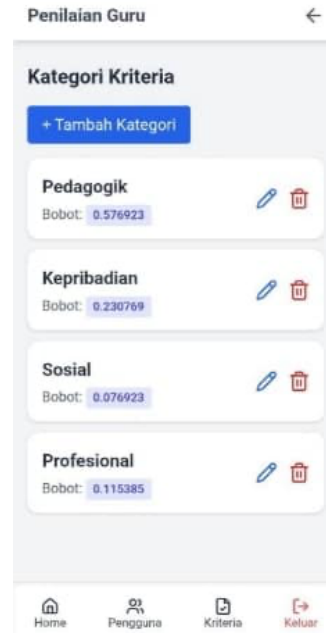 Penilaian Guru
Kategori Kriteria
+ Tambah Kategori
Pedagogik
Bobot: 0.576923
Kepribadian
Bobot: 0.230769
Sosial
Bobot: 0.076923
Profesional
Bobot: 0.115385
Home Pengguna Kriteria Keluar